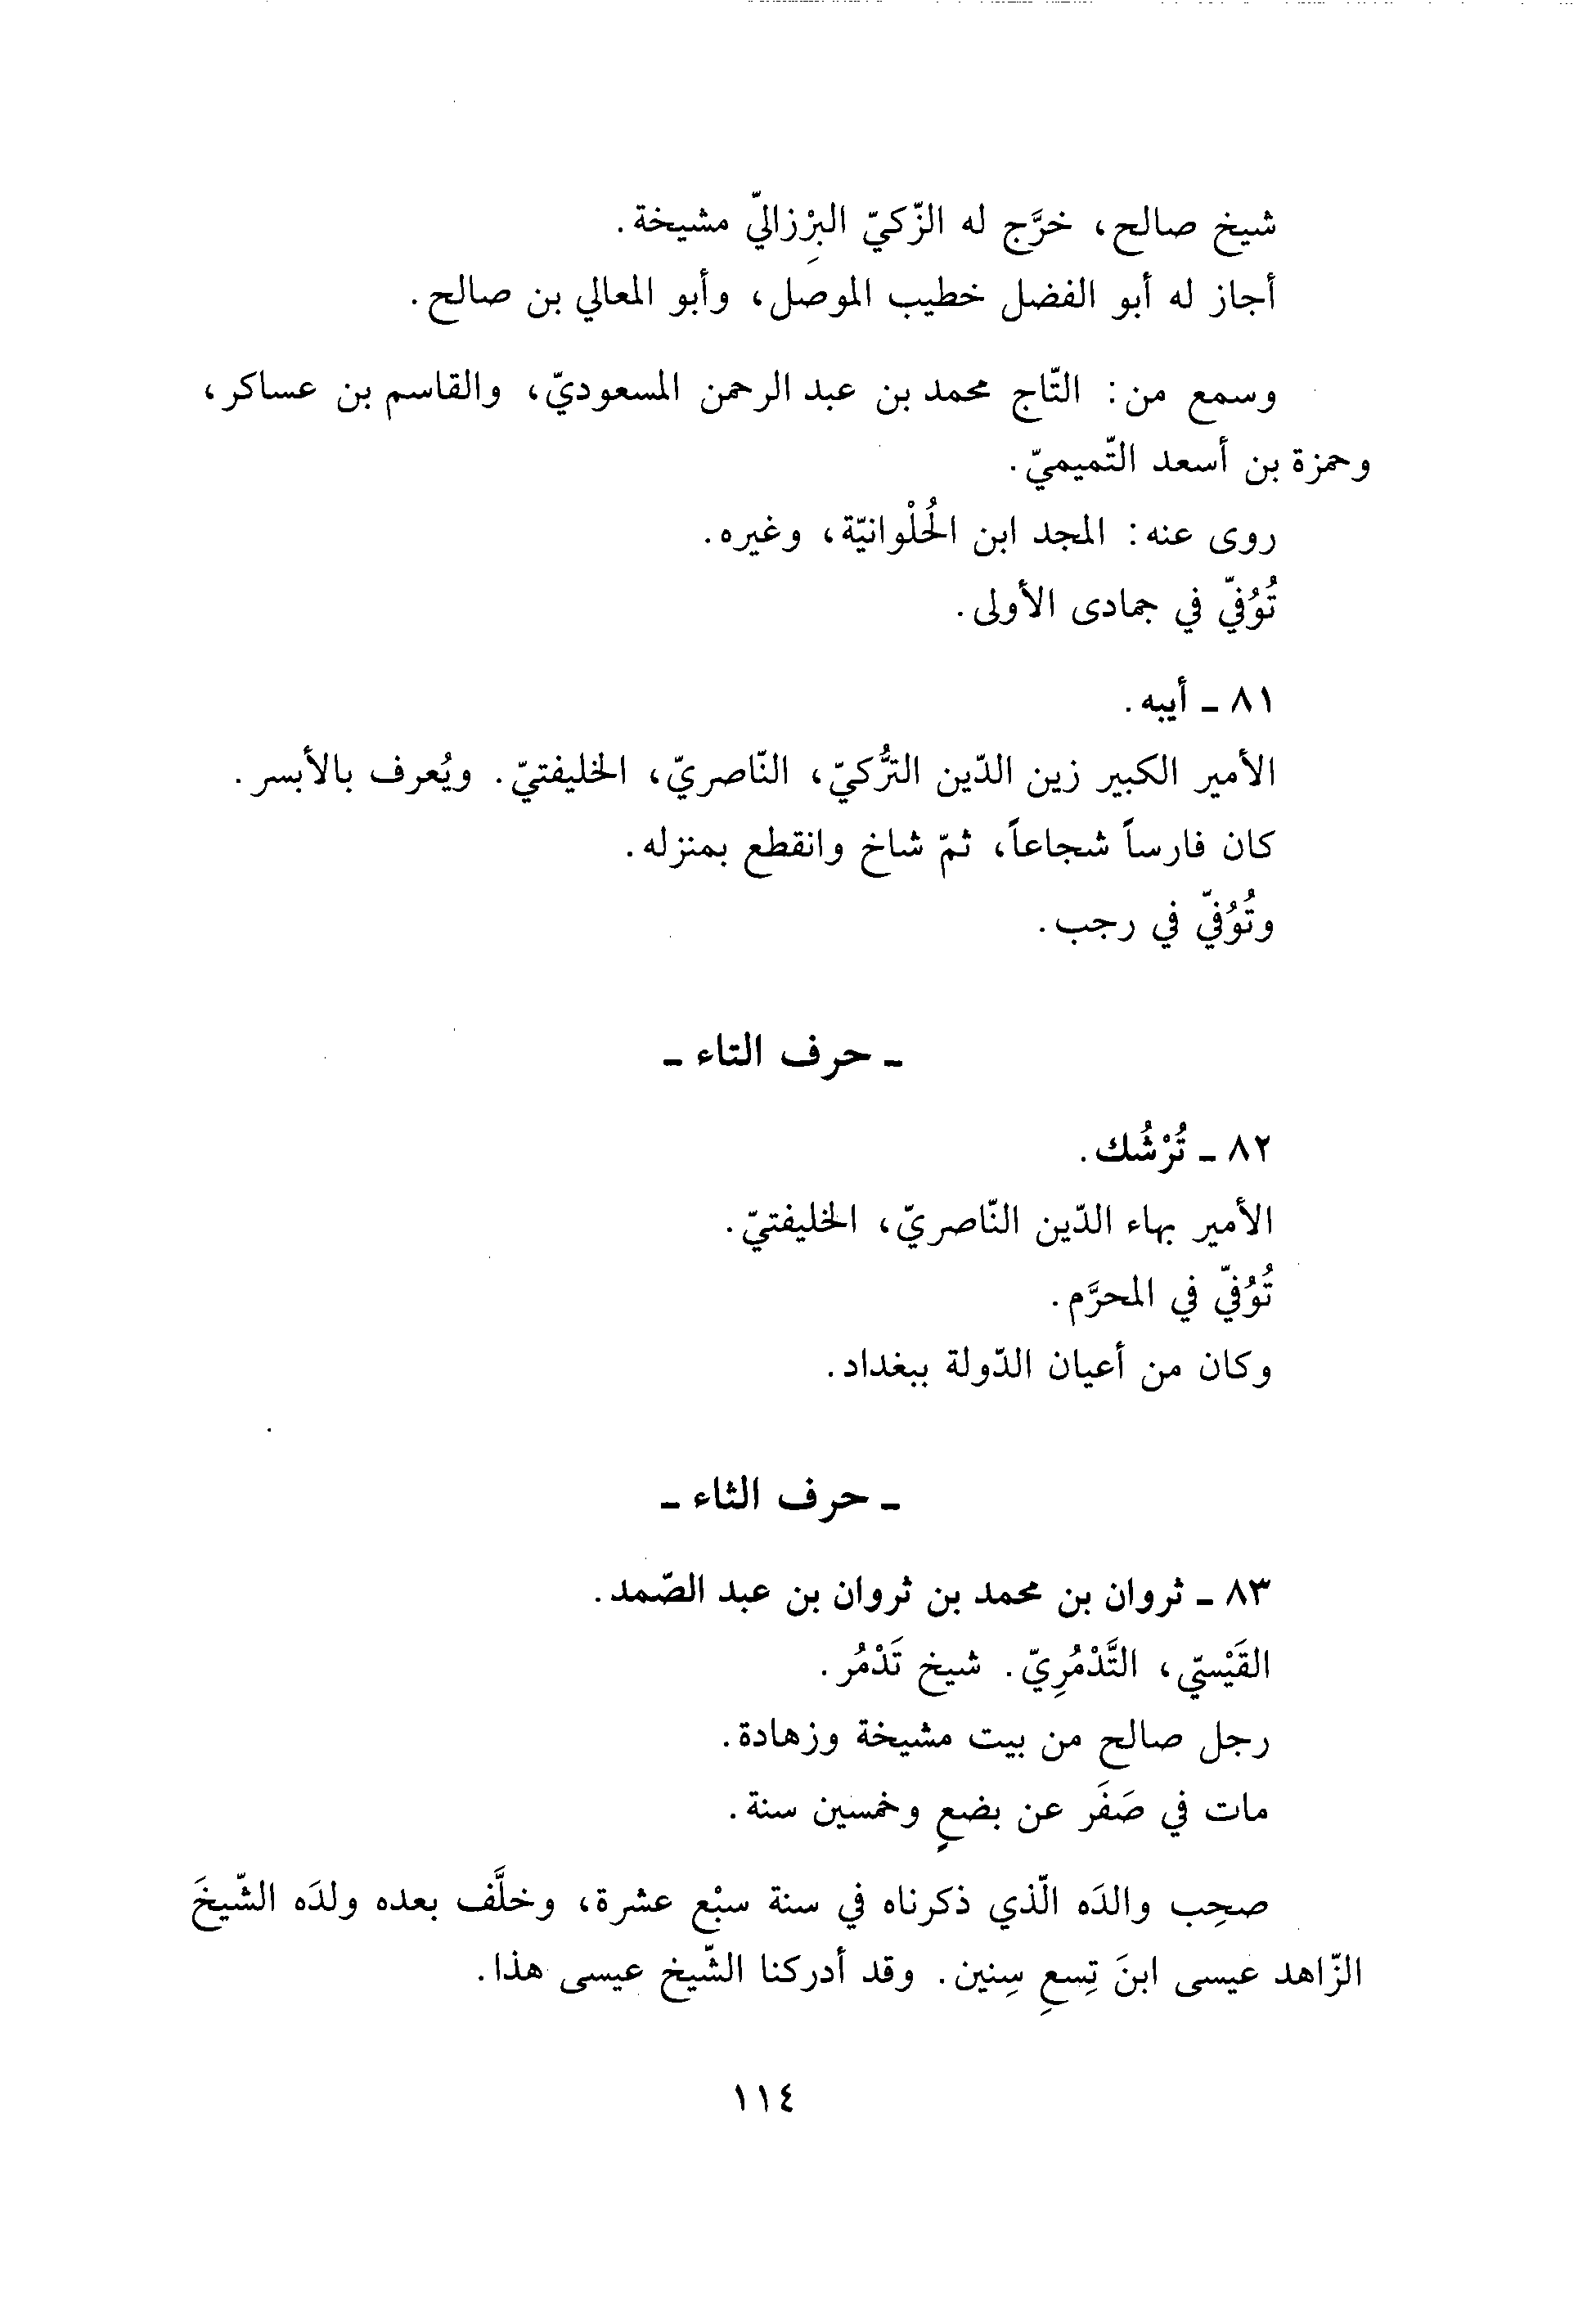 شيخ صالح، خرَّج له الزّكيّ البِرْزاليّ مشيخة.
أجاز له أبو الفضل خطيب الموصل، وأبو المعالي بن صالح.
وسمع من: التّاج محمد بن عبد الرحمن المسعوديّ، والقاسم بن عساكر،
وحمزة بن أسعد التّميميّ.
روى عنه: المجد ابن الحُلْوانيّة، وغيره.
تُوُفّي في جمادى الأولى.
٨١ ـ أيبه.
الأمير الكبير زين الدّين التُّركيّ، النّاصريّ، الخليفتيّ. ويُعرف بالأبسر.
كان فارساً شجاعاً، ثمّ شاخ وانقطع بمنزله.
وتُوُفّي في رجب.
ـ حرف التاء ـ
٨٢ ـ تُرْشُك.
الأمير بهاء الدّين النّاصريّ، الخليفتيّ.
تُوُفّي في المحرَّم.
وكان من أعيان الدّولة ببغداد.
ـ حرف الثاء ـ
٨٣ ـ ثروان بن محمد بن ثروان بن عبد الصّمد.
القَيْسيّ، التَّدْمُرِيّ. شيخ تَدْمُر.
رجل صالح من بيت مشيخة وزهادة.
مات في صَفَر عن بضعٍ وخمسين سنة.
صحِب والدَه الّذي ذكرناه في سنة سبْع عشرة، وخلَّف بعده ولدَه الشّيخَ
الزّاهد عيسى ابنَ تِسعِ سِنين. وقد أدركنا الشّيخ عيسى هذا.
١١٤